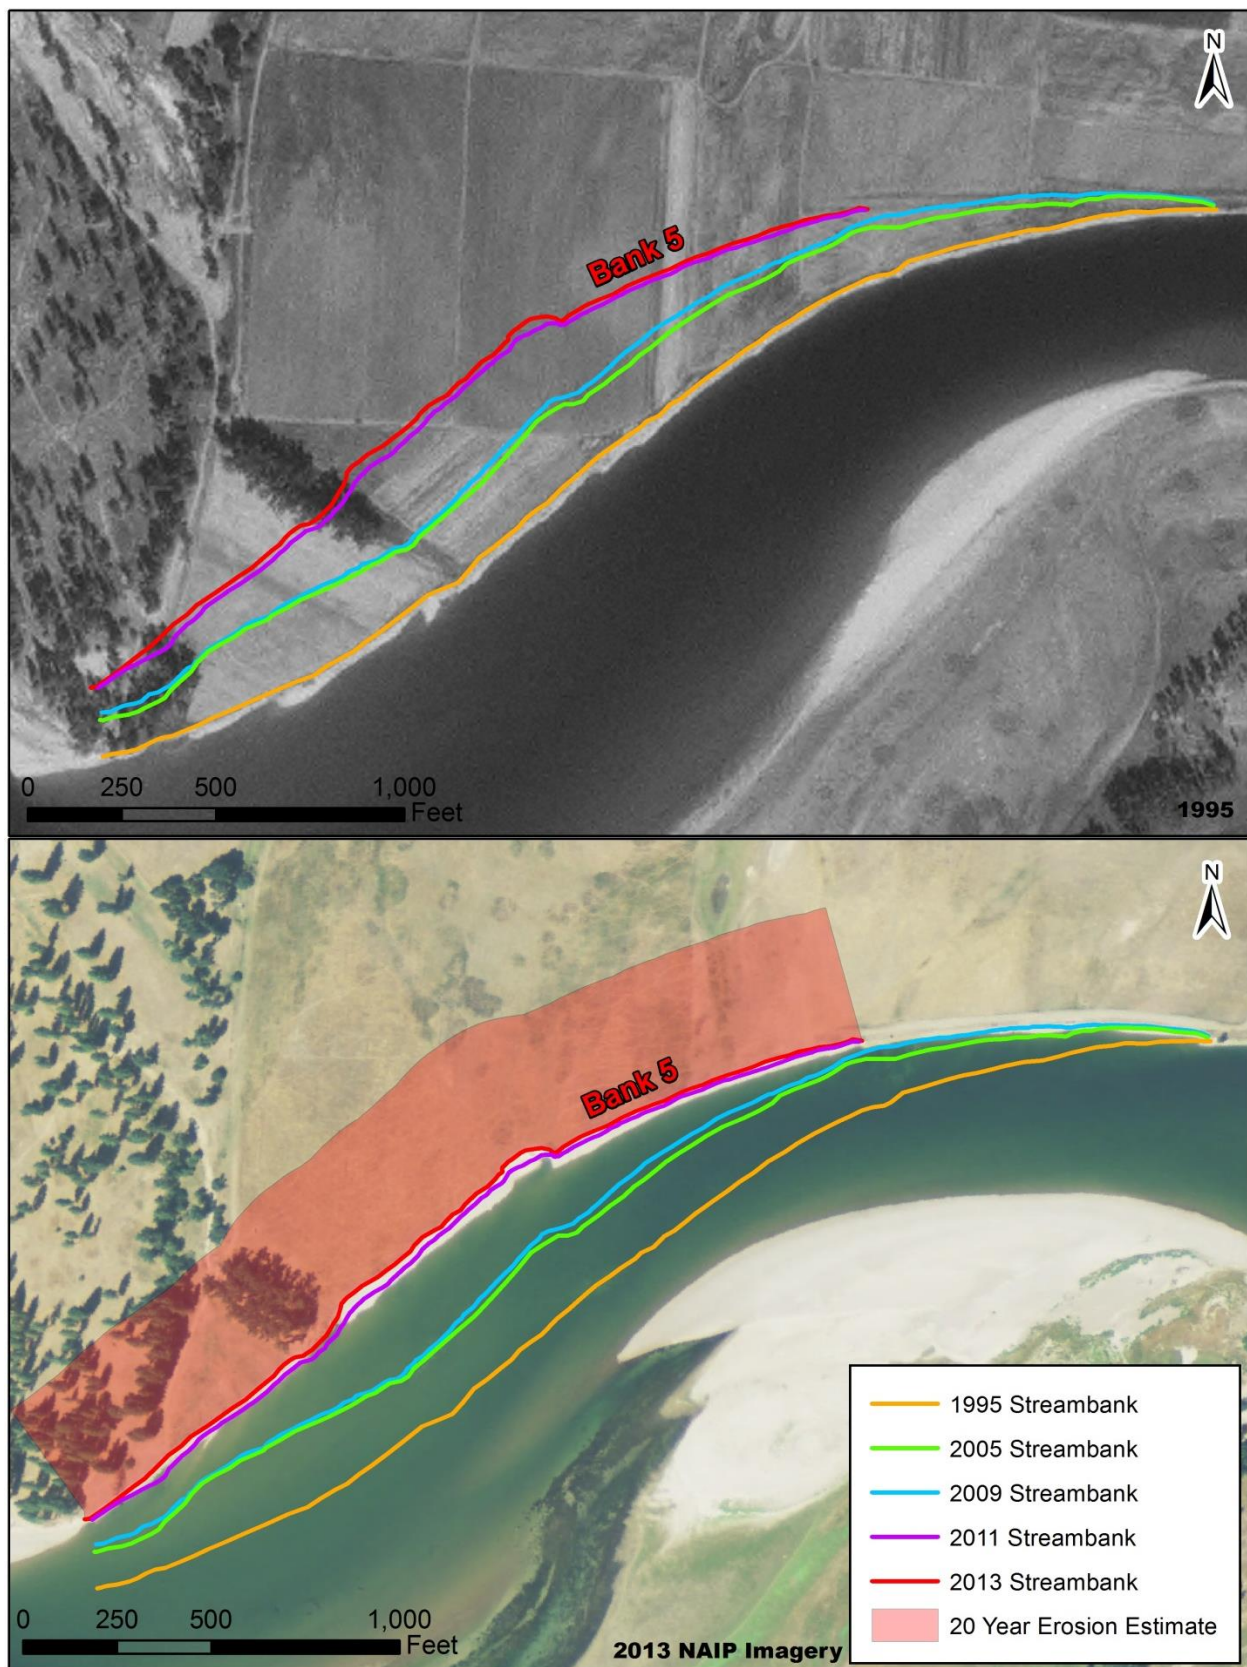 N
Bank 5
0 250 500 1,000
Feet
1995
N
Bank 5
1995 Streambank
2005 Streambank
2009 Streambank
2011 Streambank
2013 Streambank
20 Year Erosion Estimate
0 250 500 1,000
Feet
2013 NAIP Imagery